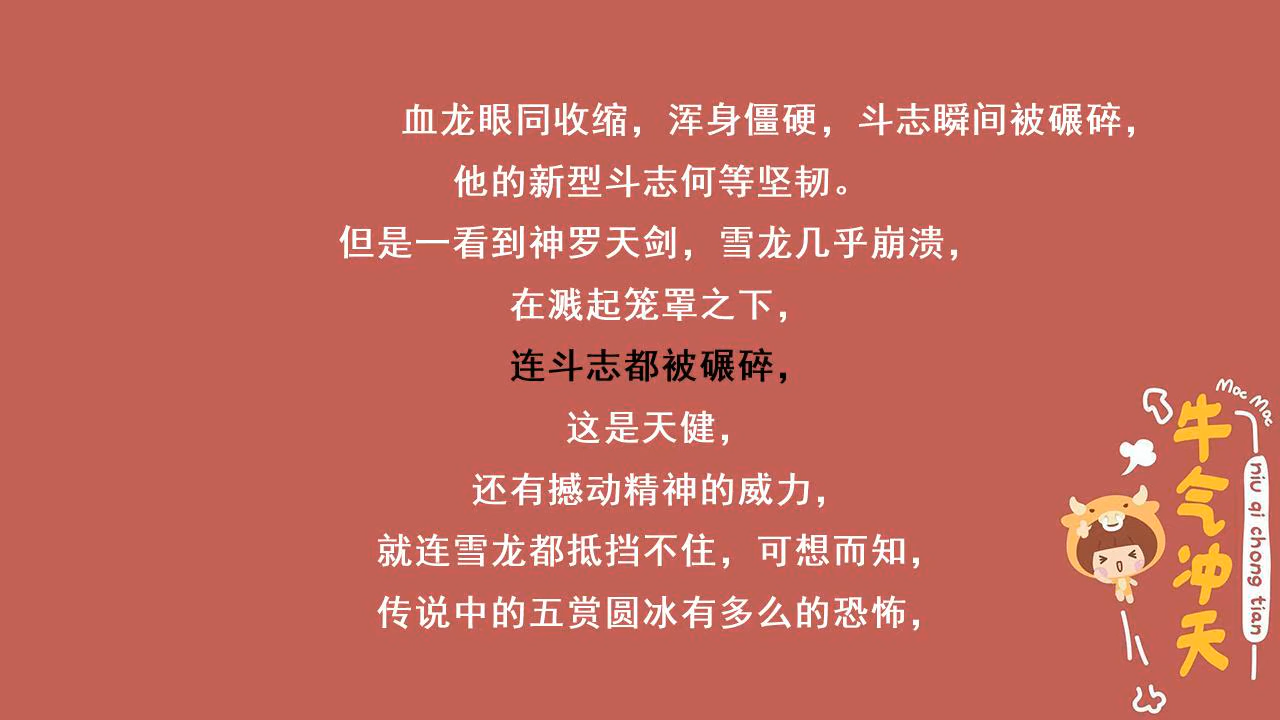 血龙眼同收缩，浑身僵硬，斗志瞬间被碾碎，
他的新型斗志何等坚韧。
但是一看到神罗天剑，雪龙几乎崩溃，
在溅起笼罩之下，
连斗志都被碾碎，
这是天健，
还有撼动精神的威力，
就连雪龙都抵挡不住，可想而知，
传说中的五赏圆冰有多么的恐怖，
Moc Moc
牛气冲天
niu qi chong tian